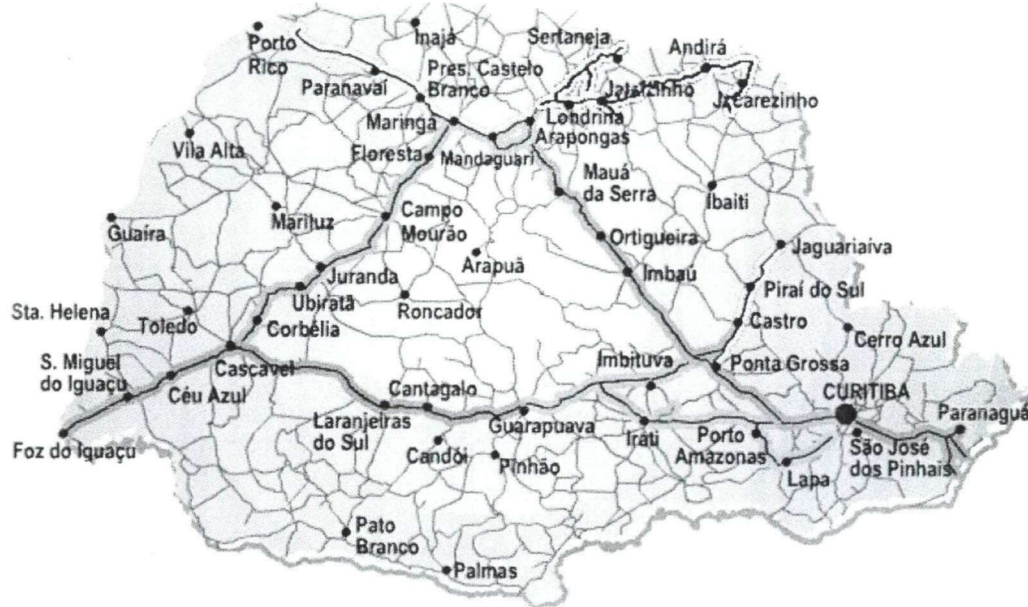 Porto
Rico
Inajá
Sertaneja
Andirá
Paranavaí
Pres. Castelo
Branco
Jataizinho
Jacarezinho
Londrina
Maringá
Arapongas
Floresta
Mandaguari
Vila Alta
Mauá
da Serra
Ibaiti
Mariluz
Campo
Mourão
Guaíra
Ortigueira
Jaguariaíva
Arapuã
Juranda
Imbaú
Piraí do Sul
Ubiratã
Roncador
Sta. Helena
Toledo
Corbélia
Castro
Cerro Azul
S. Miguel
do Iguaçu
Cascavel
Imbituva
Ponta Grossa
Céu Azul
Cantagalo
CURITIBA
Paranaguá
Laranjeiras
do Sul
Guarapuava
Foz do Iguaçu
Irati
Porto
Amazonas
São José
dos Pinhais
Candói
Pinhão
Lapa
Pato
Branco
Palmas